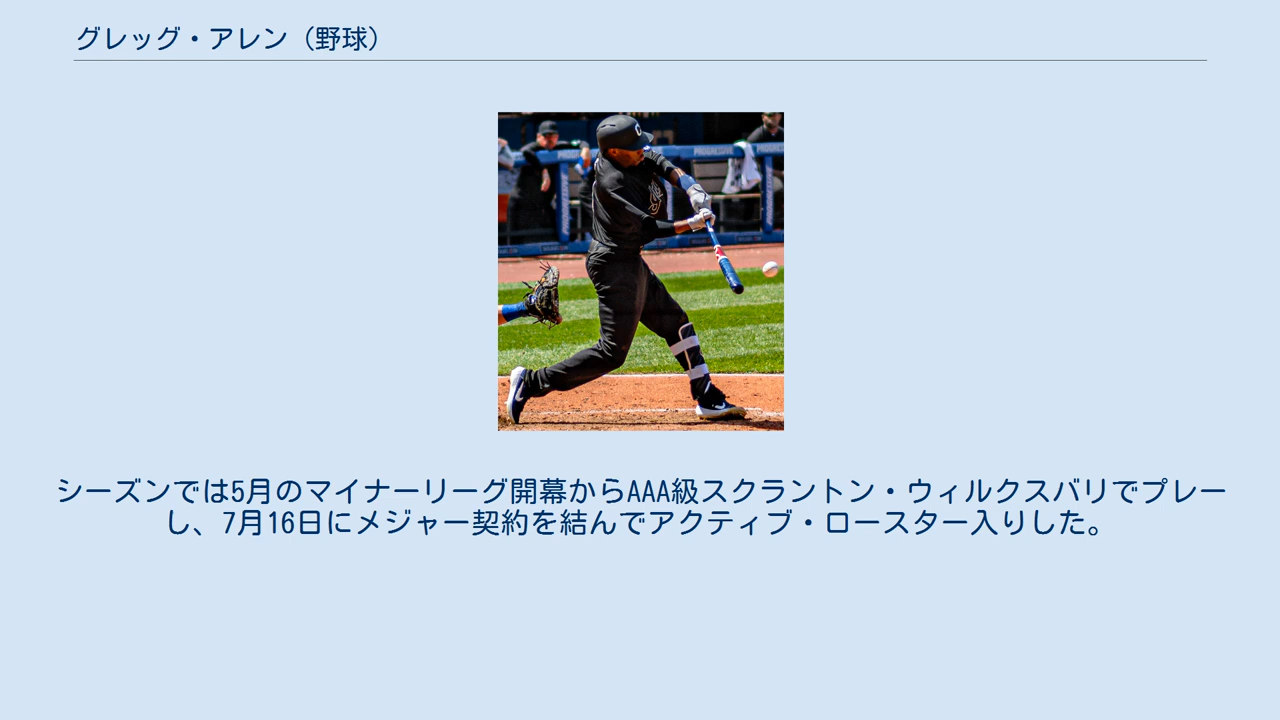 グレッグ・アレン（野球）
PROGRESSIVE
PROGRESSIVE
シーズンでは5月のマイナーリーグ開幕からAAA級スクラントン・ウィルクスバリでプレー
し、7月16日にメジャー契約を結んでアクティブ・ロースター入りした。